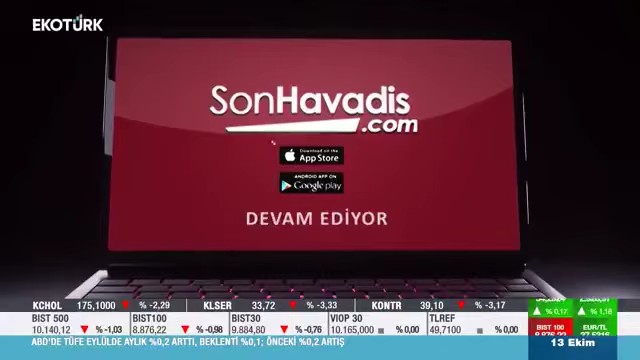 EKOTÜRK
SonHavadis
.com
Download on the
App Store
ANDROID APP ON
Google play
DEVAM EDİYOR
KCHOL 175,1000 % -2,29 KLSER 33,72 % -3,33 KONTR 39,10 % -3,17
% 0,17 % 1,18
BIST 500 BIST100 BIST30 VIOP 30 TLREF BIST 100 EUR/TL
10.140,12 % -1,03 8.876,22 % -0,98 9.884,80 % -0,76 10.165,000 % 0,00 49,7100 % 0,00
ABD'DE TÜFE EYLÜLDE AYLIK %0,2 ARTTI, BEKLENTİ %0,1; ÖNCEKİ %0,2 ARTIŞ
13 Ekim